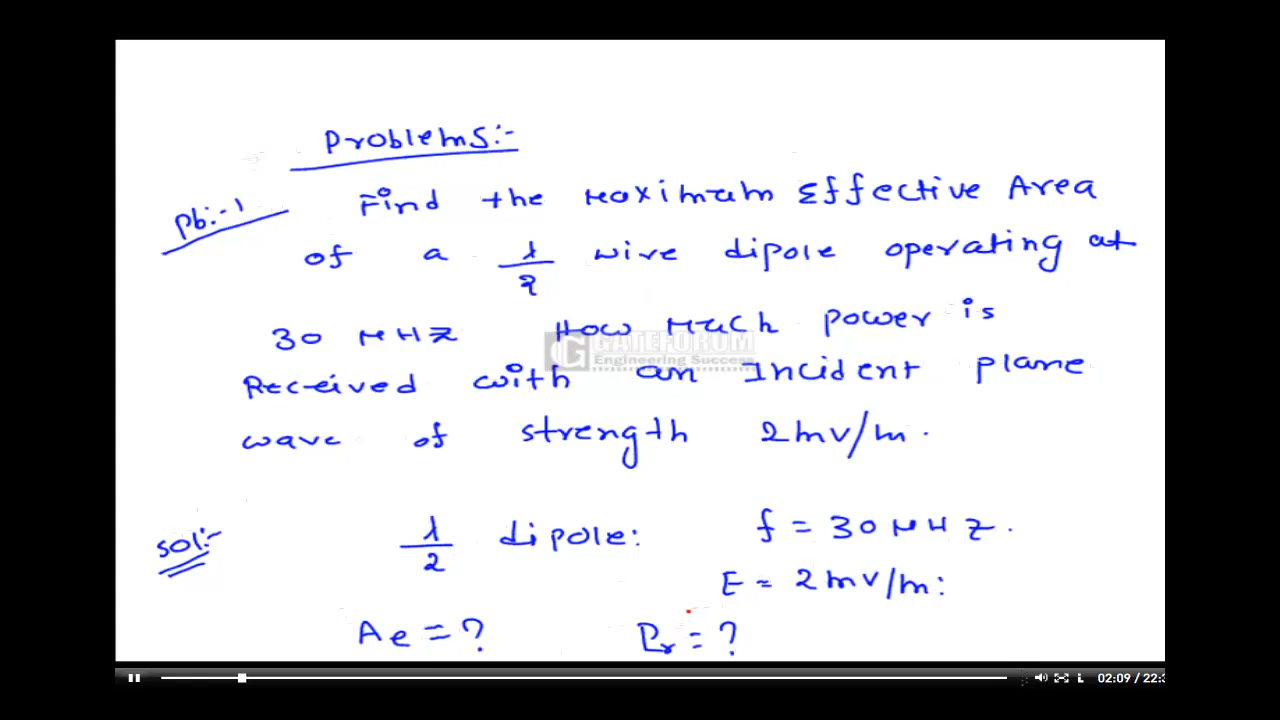 Problems:-
Pb:-1 Find the Maximum Effective Area
of a λ/2 wire dipole operating at
30 MHZ How Much power is
GATEFORUM
Engineering Success
Received with an Incident plane
wave of strength 2mv/m.
Sol:- λ/2 dipole: f = 30 MHZ.
E = 2mv/m:
Ae = ? Pr = ?
02:09 / 22:3